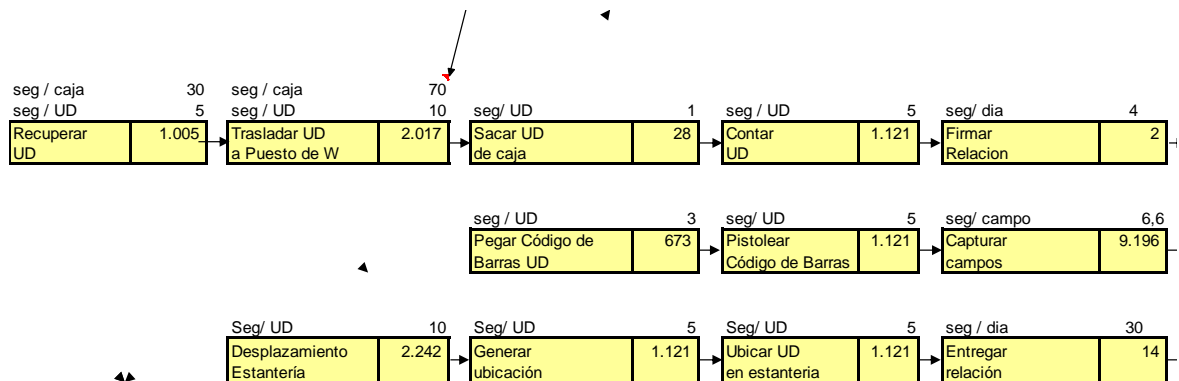 seg / caja 30 seg / caja 70
seg / UD 5 seg / UD 10 seg/ UD 1 seg / UD 5 seg/ dia 4
Recuperar 1.005 Trasladar UD 2.017 Sacar UD 28 Contar 1.121 Firmar 2
UD a Puesto de W de caja UD Relacion
seg / UD 3 seg/ UD 5 seg/ campo 6,6
Pegar Código de 673 Pistolear 1.121 Capturar 9.196
Barras UD Código de Barras campos
Seg/ UD 10 Seg/ UD 5 Seg/ UD 5 seg / dia 30
Desplazamiento 2.242 Generar 1.121 Ubicar UD 1.121 Entregar 14
Estantería ubicación en estanteria relación